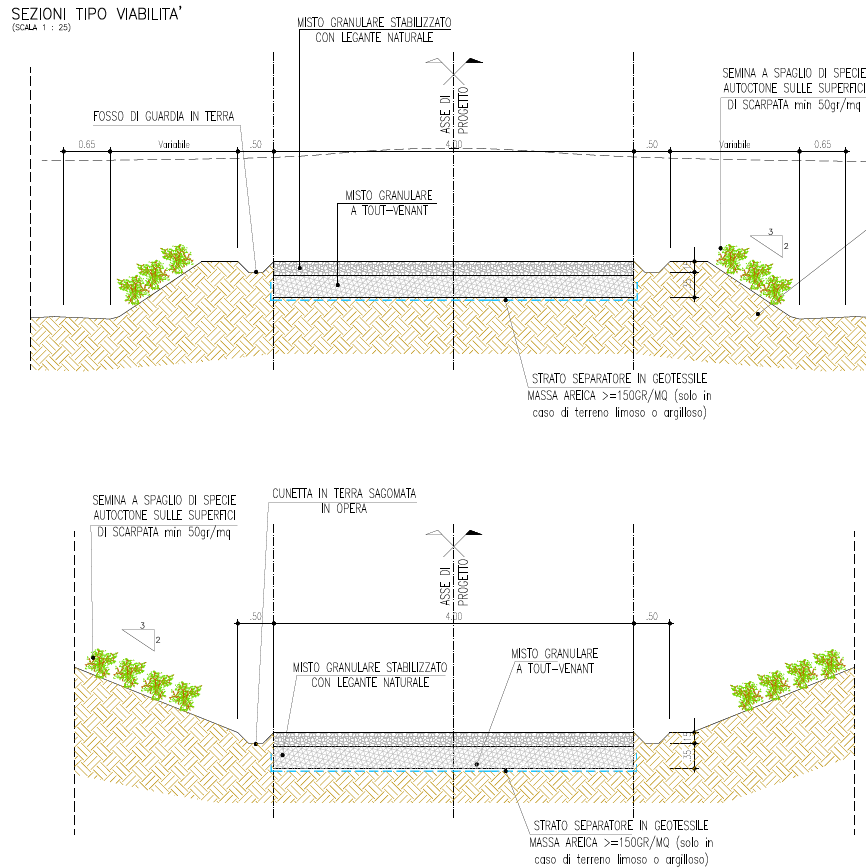 SEZIONI TIPO VIABILITA'
(SCALA 1 : 25)
MISTO GRANULARE STABILIZZATO
CON LEGANTE NATURALE
SEMINA A SPAGLIO DI SPECIE
AUTOCTONE SULLE SUPERFICI
DI SCARPATA min 50gr/mq
FOSSO DI GUARDIA IN TERRA
ASSE DI
PROGETTO
0.65
Variabile
.50
4.00
.50
Variabile
0.65
MISTO GRANULARE
A TOUT-VENANT
3
2
STRATO SEPARATORE IN GEOTESSILE
MASSA AREICA >=150GR/MQ (solo in
caso di terreno limoso o argilloso)
SEMINA A SPAGLIO DI SPECIE
AUTOCTONE SULLE SUPERFICI
DI SCARPATA min 50gr/mq
CUNETTA IN TERRA SAGOMATA
IN OPERA
ASSE DI
PROGETTO
.50
4.00
.50
3
2
MISTO GRANULARE STABILIZZATO
CON LEGANTE NATURALE
MISTO GRANULARE
A TOUT-VENANT
STRATO SEPARATORE IN GEOTESSILE
MASSA AREICA >=150GR/MQ (solo in
caso di terreno limoso o argilloso)